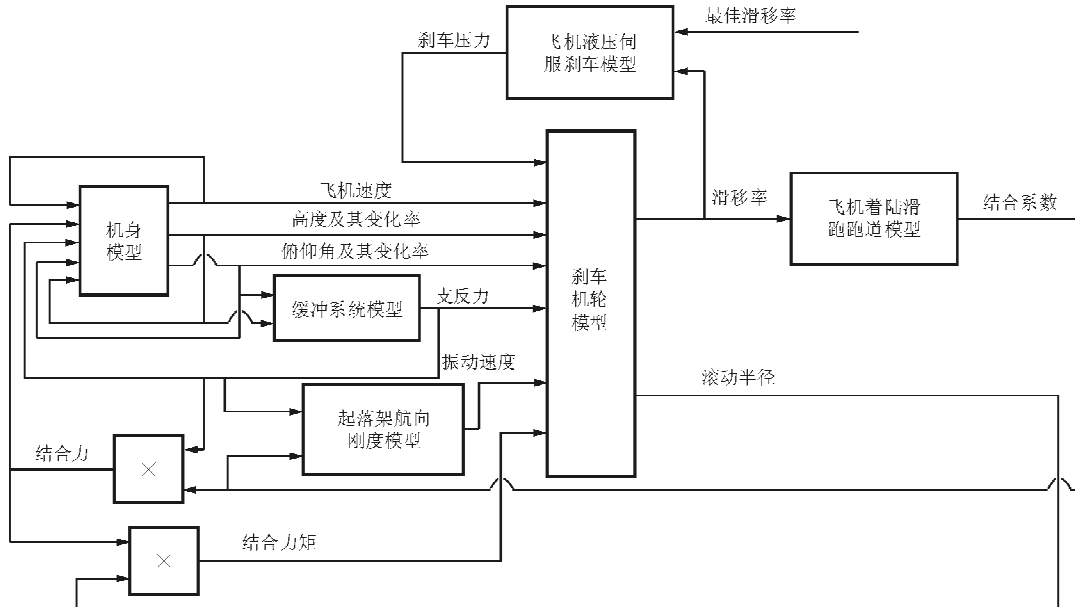 最佳滑移率
刹车压力
飞机液压伺
服刹车模型
飞机速度
滑移率
飞机着陆滑
跑跑道模型
结合系数
机身
模型
高度及其变化率
俯仰角及其变化率
刹车
机轮
模型
缓冲系统模型
支反力
振动速度
滚动半径
起落架航向
刚度模型
结合力
×
结合力矩
×